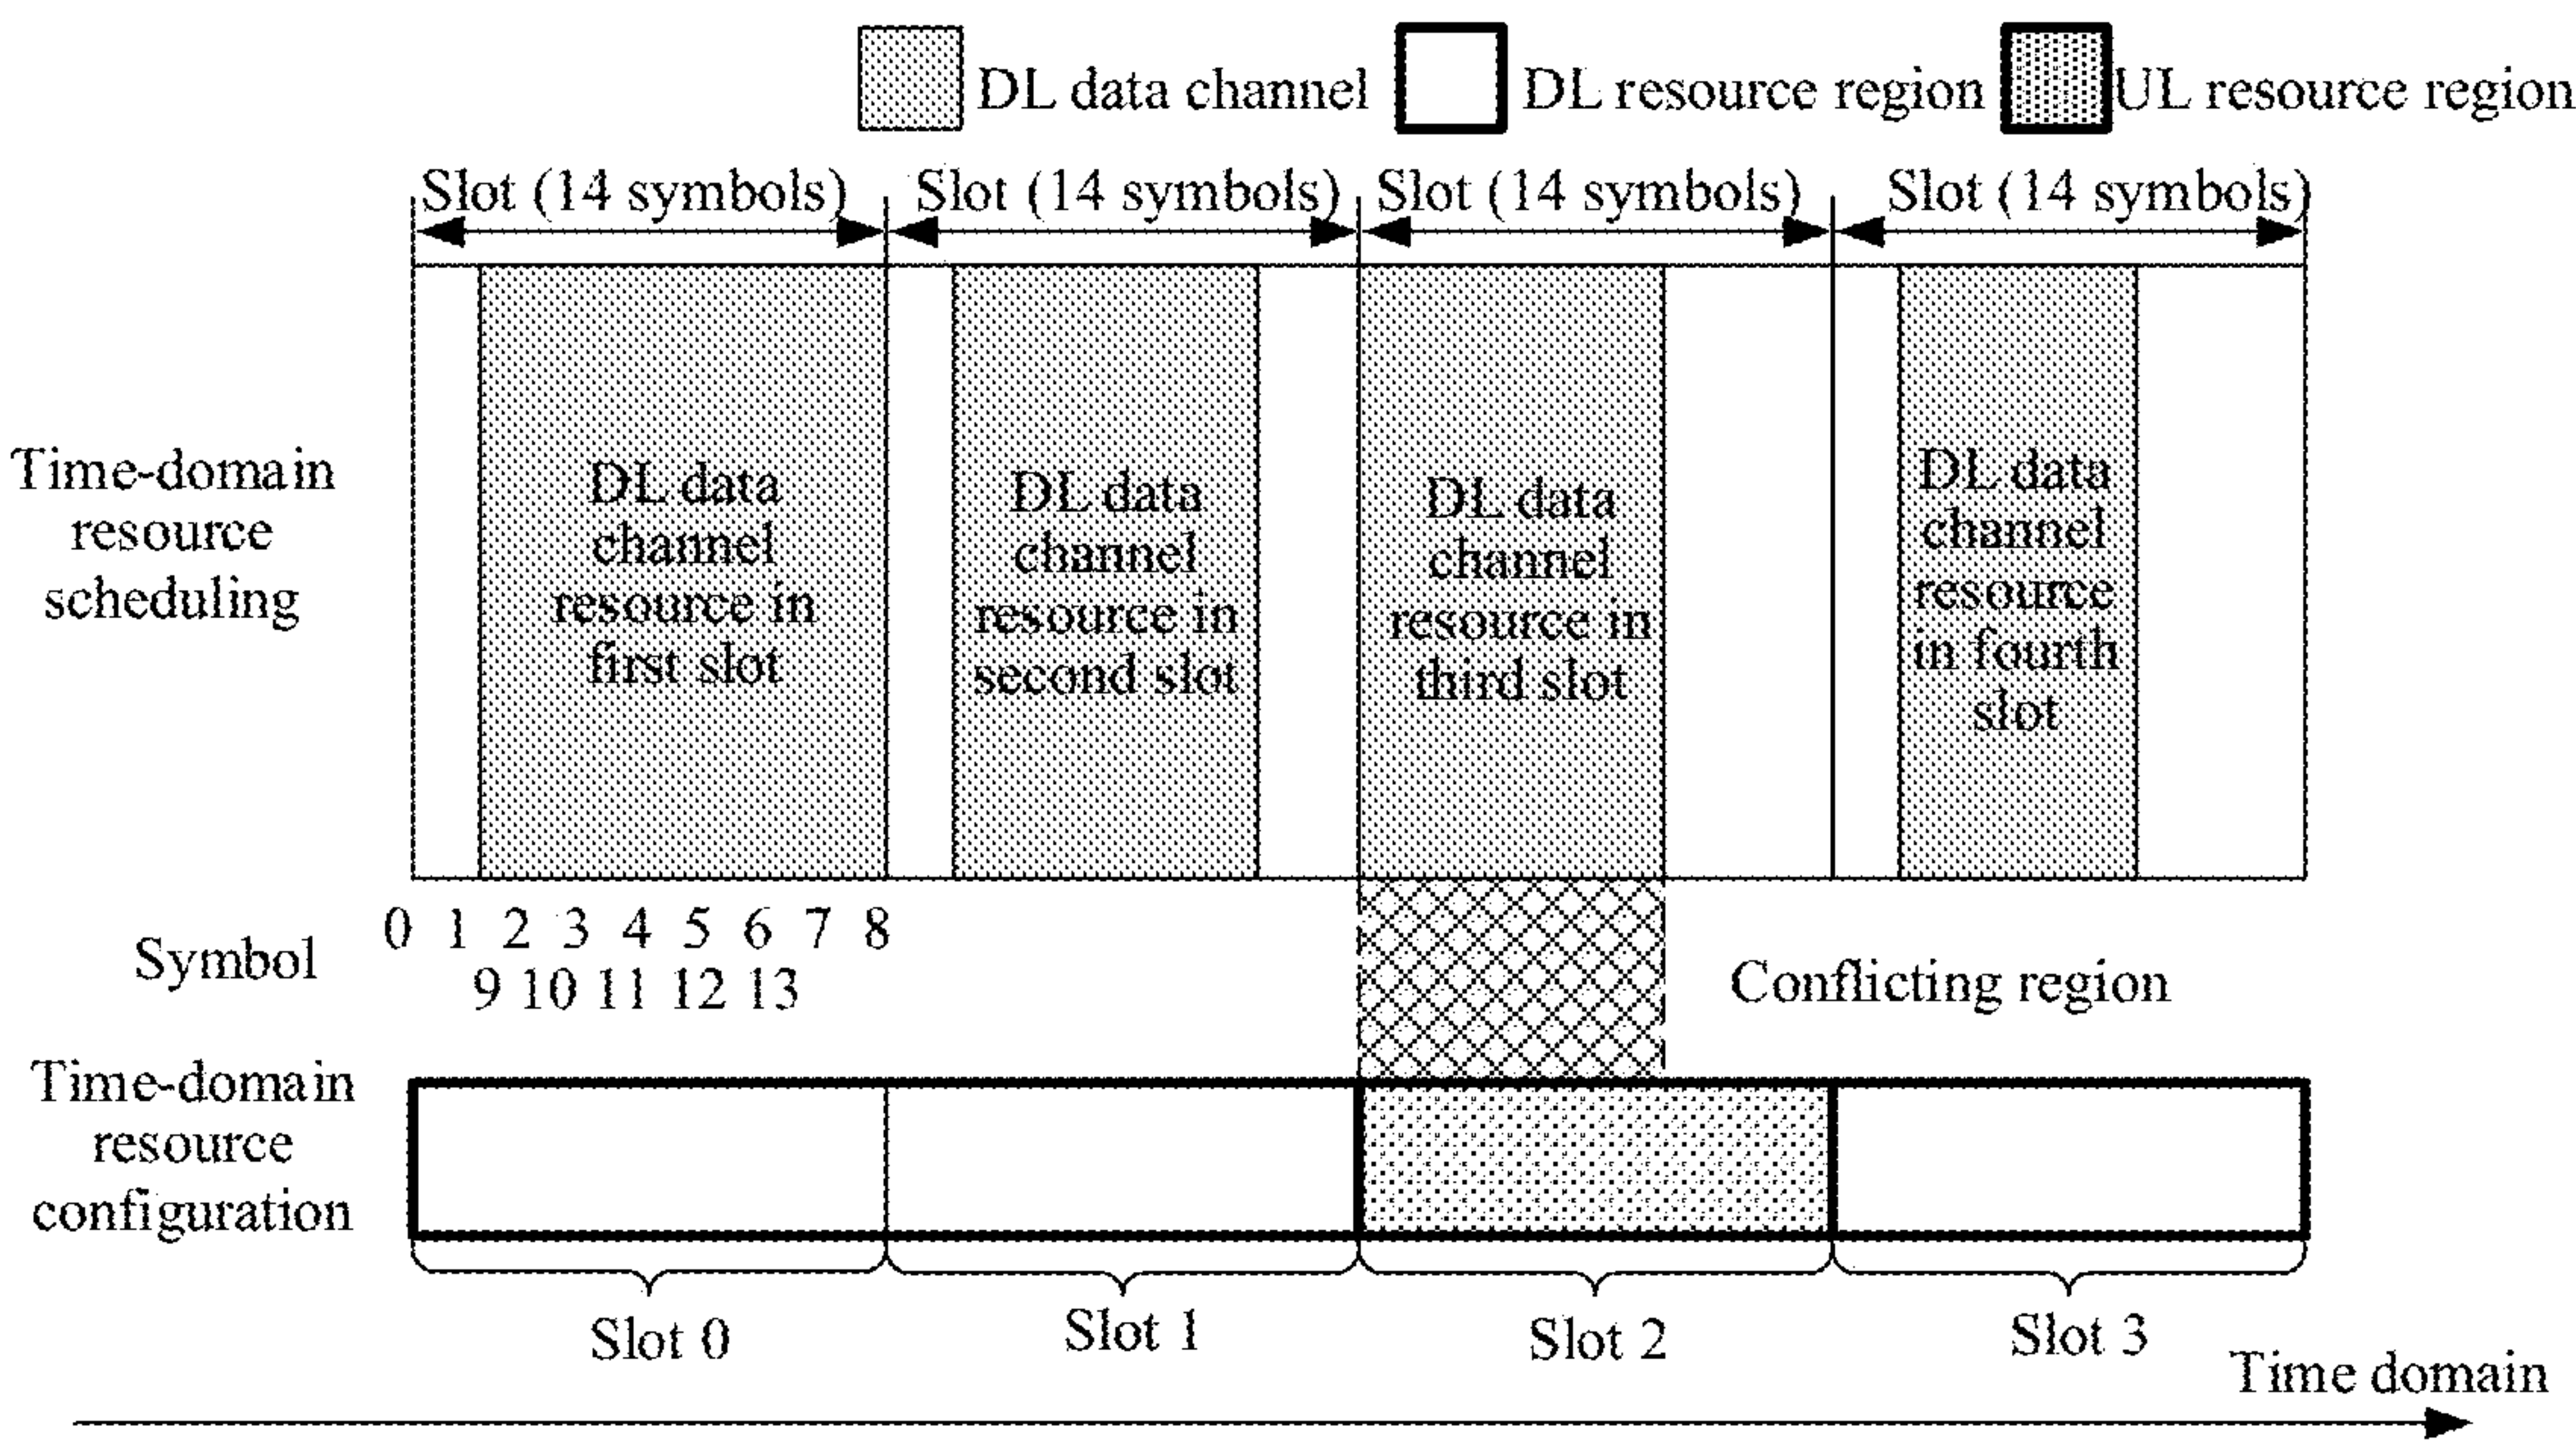 DL data channel DL resource region UL resource region
Slot (14 symbols) Slot (14 symbols) Slot (14 symbols) Slot (14 symbols)
Time-domain
resource
scheduling
DL data
channel
resource in
first slot
DL data
channel
resource in
second slot
DL data
channel
resource in
third slot
DL data
channel
resource
in fourth
slot
Symbol
0 1 2 3 4 5 6 7 8
9 10 11 12 13
Conflicting region
Time-domain
resource
configuration
Slot 0 Slot 1 Slot 2 Slot 3
Time domain